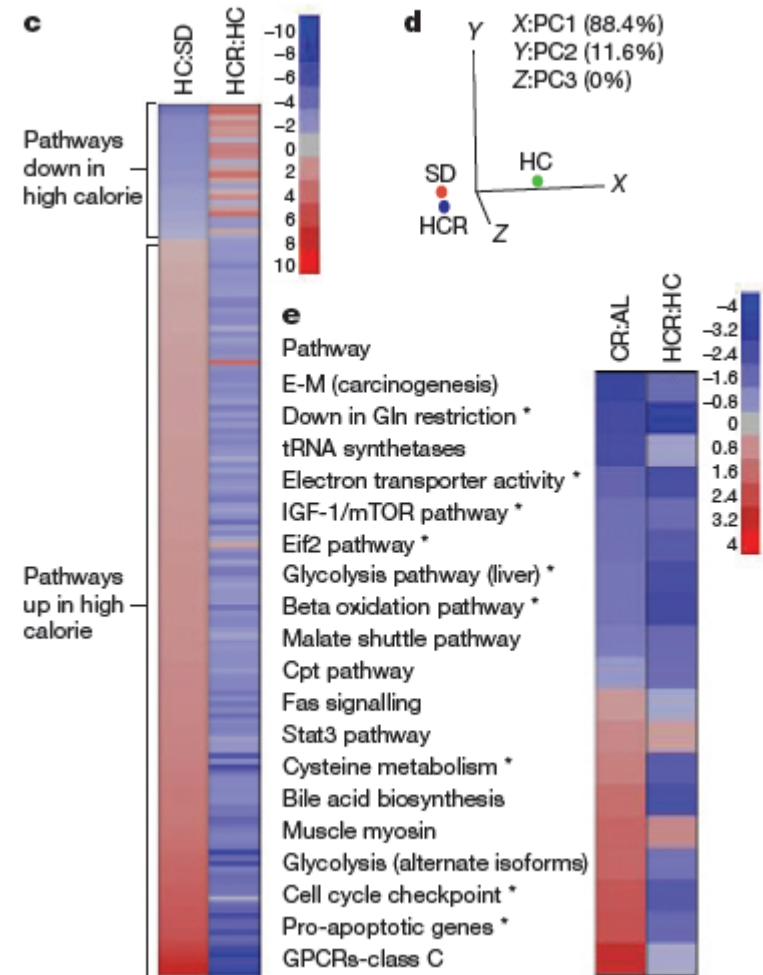 c
HC:SD
HCR:HC
−10
−8
−6
−4
−2
0
2
4
6
8
10
Pathways
down in
high calorie
Pathways
up in high
calorie
d
X:PC1 (88.4%)
Y:PC2 (11.6%)
Z:PC3 (0%)
Y
HC
X
SD
HCR
Z
e
CR:AL
HCR:HC
−4
−3.2
−2.4
−1.6
−0.8
0
0.8
1.6
2.4
3.2
4
Pathway
E-M (carcinogenesis)
Down in Gln restriction *
tRNA synthetases
Electron transporter activity *
IGF-1/mTOR pathway *
Eif2 pathway *
Glycolysis pathway (liver) *
Beta oxidation pathway *
Malate shuttle pathway
Cpt pathway
Fas signalling
Stat3 pathway
Cysteine metabolism *
Bile acid biosynthesis
Muscle myosin
Glycolysis (alternate isoforms)
Cell cycle checkpoint *
Pro-apoptotic genes *
GPCRs-class C